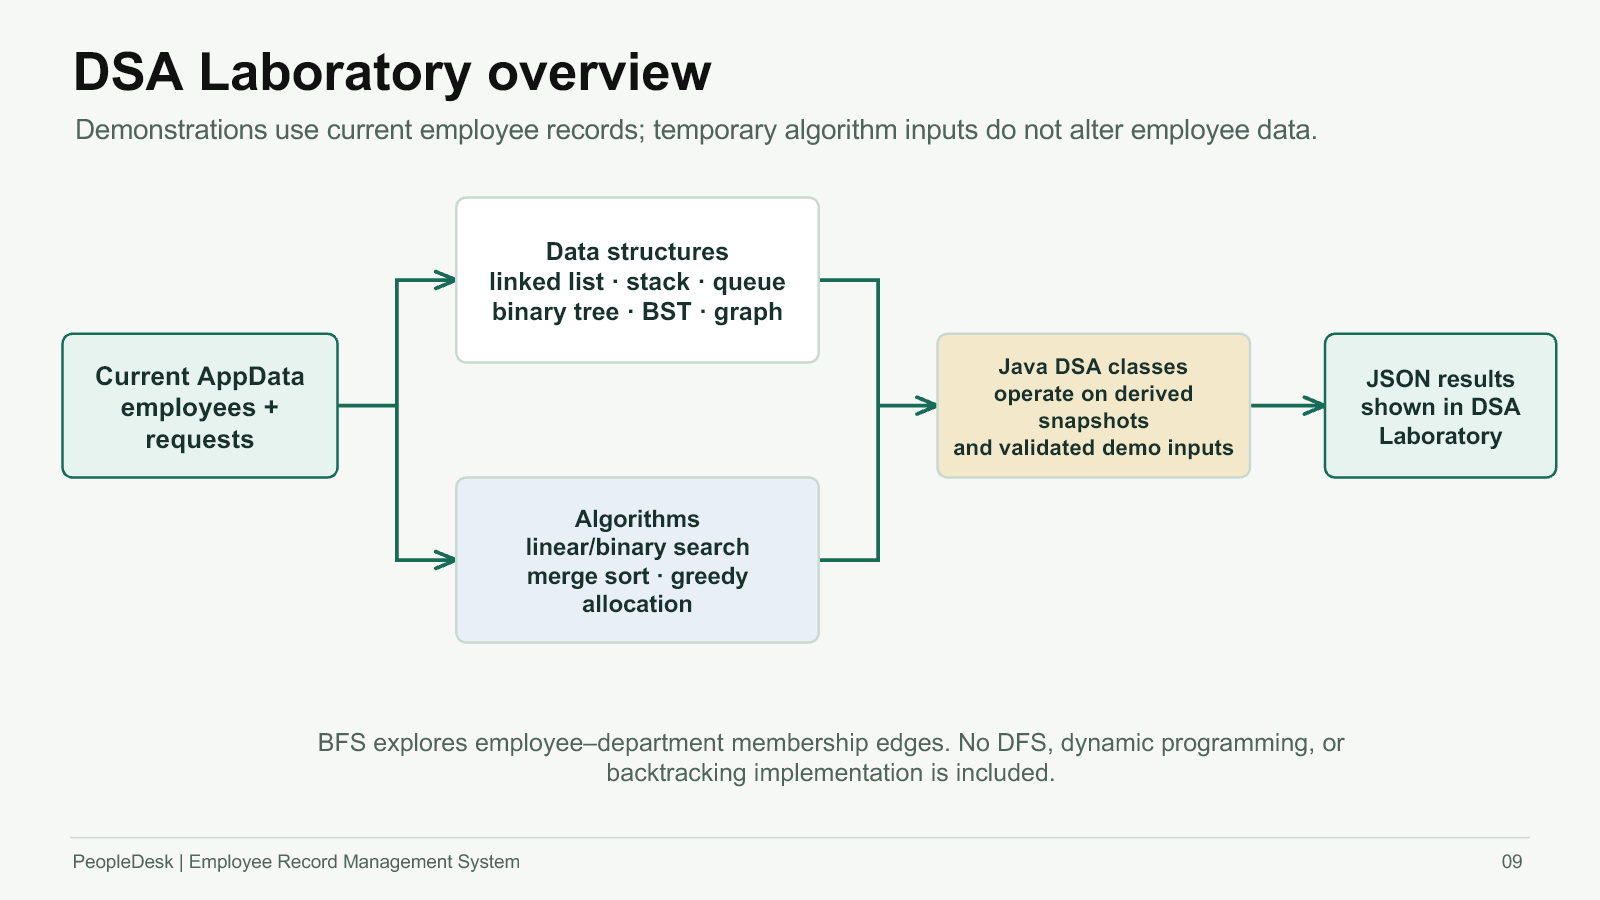 DSA Laboratory overview
Demonstrations use current employee records; temporary algorithm inputs do not alter employee data.
Data structures
linked list · stack · queue
binary tree · BST · graph
Current AppData
employees +
requests
Java DSA classes
operate on derived
snapshots
and validated demo inputs
JSON results
shown in DSA
Laboratory
Algorithms
linear/binary search
merge sort · greedy
allocation
BFS explores employee–department membership edges. No DFS, dynamic programming, or
backtracking implementation is included.
PeopleDesk | Employee Record Management System
09